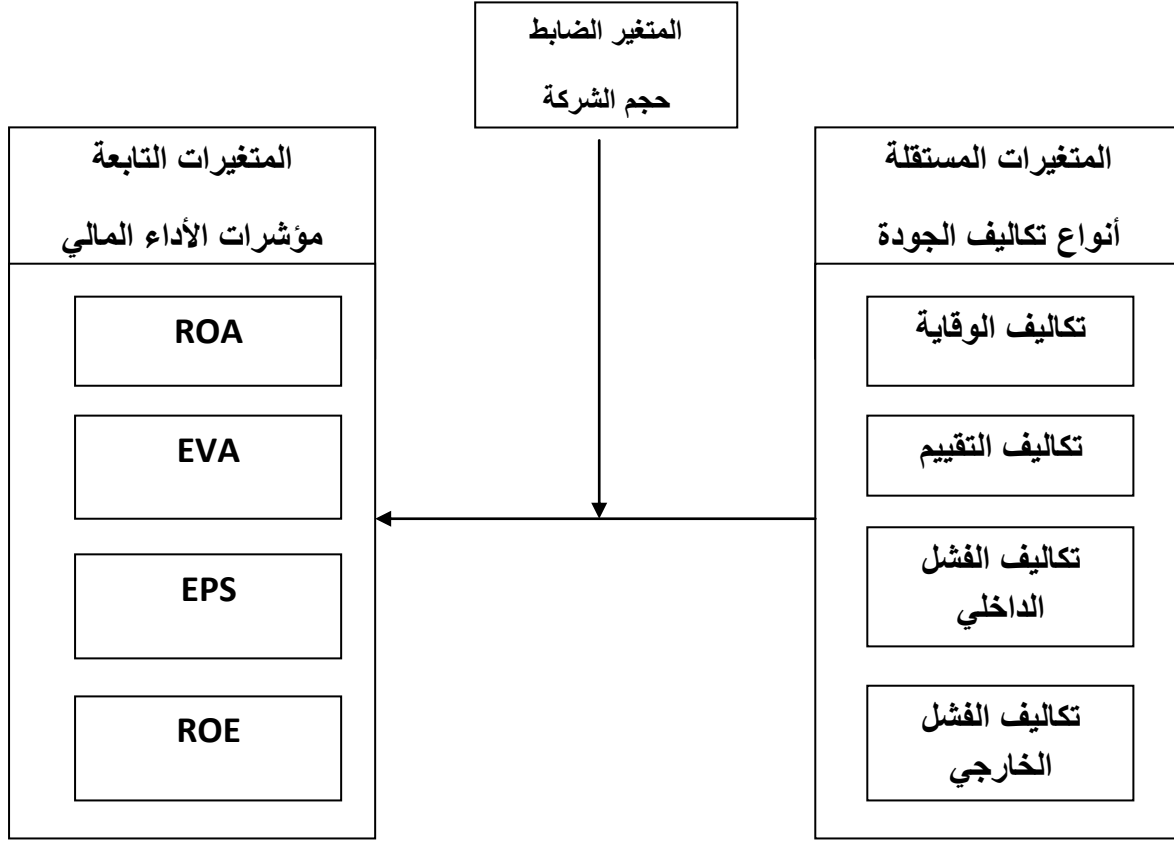 المتغير الضابط
حجم الشركة
المتغيرات المستقلة
أنواع تكاليف الجودة
تكاليف الوقاية
تكاليف التقييم
تكاليف الفشل
الداخلي
تكاليف الفشل
الخارجي
المتغيرات التابعة
مؤشرات الأداء المالي
ROA
EVA
EPS
ROE